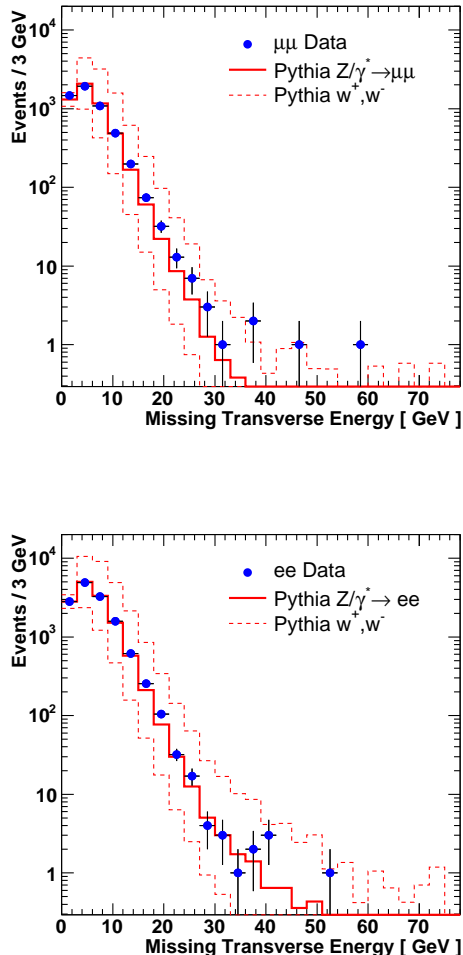 Events / 3 GeV
10⁴
10³
10²
10
1
μμ Data
Pythia Z/γ*→μμ
Pythia w⁺,w⁻
0 10 20 30 40 50 60 70
Missing Transverse Energy [ GeV ]
Events / 3 GeV
10⁴
10³
10²
10
1
ee Data
Pythia Z/γ*→ ee
Pythia w⁺,w⁻
0 10 20 30 40 50 60 70
Missing Transverse Energy [ GeV ]